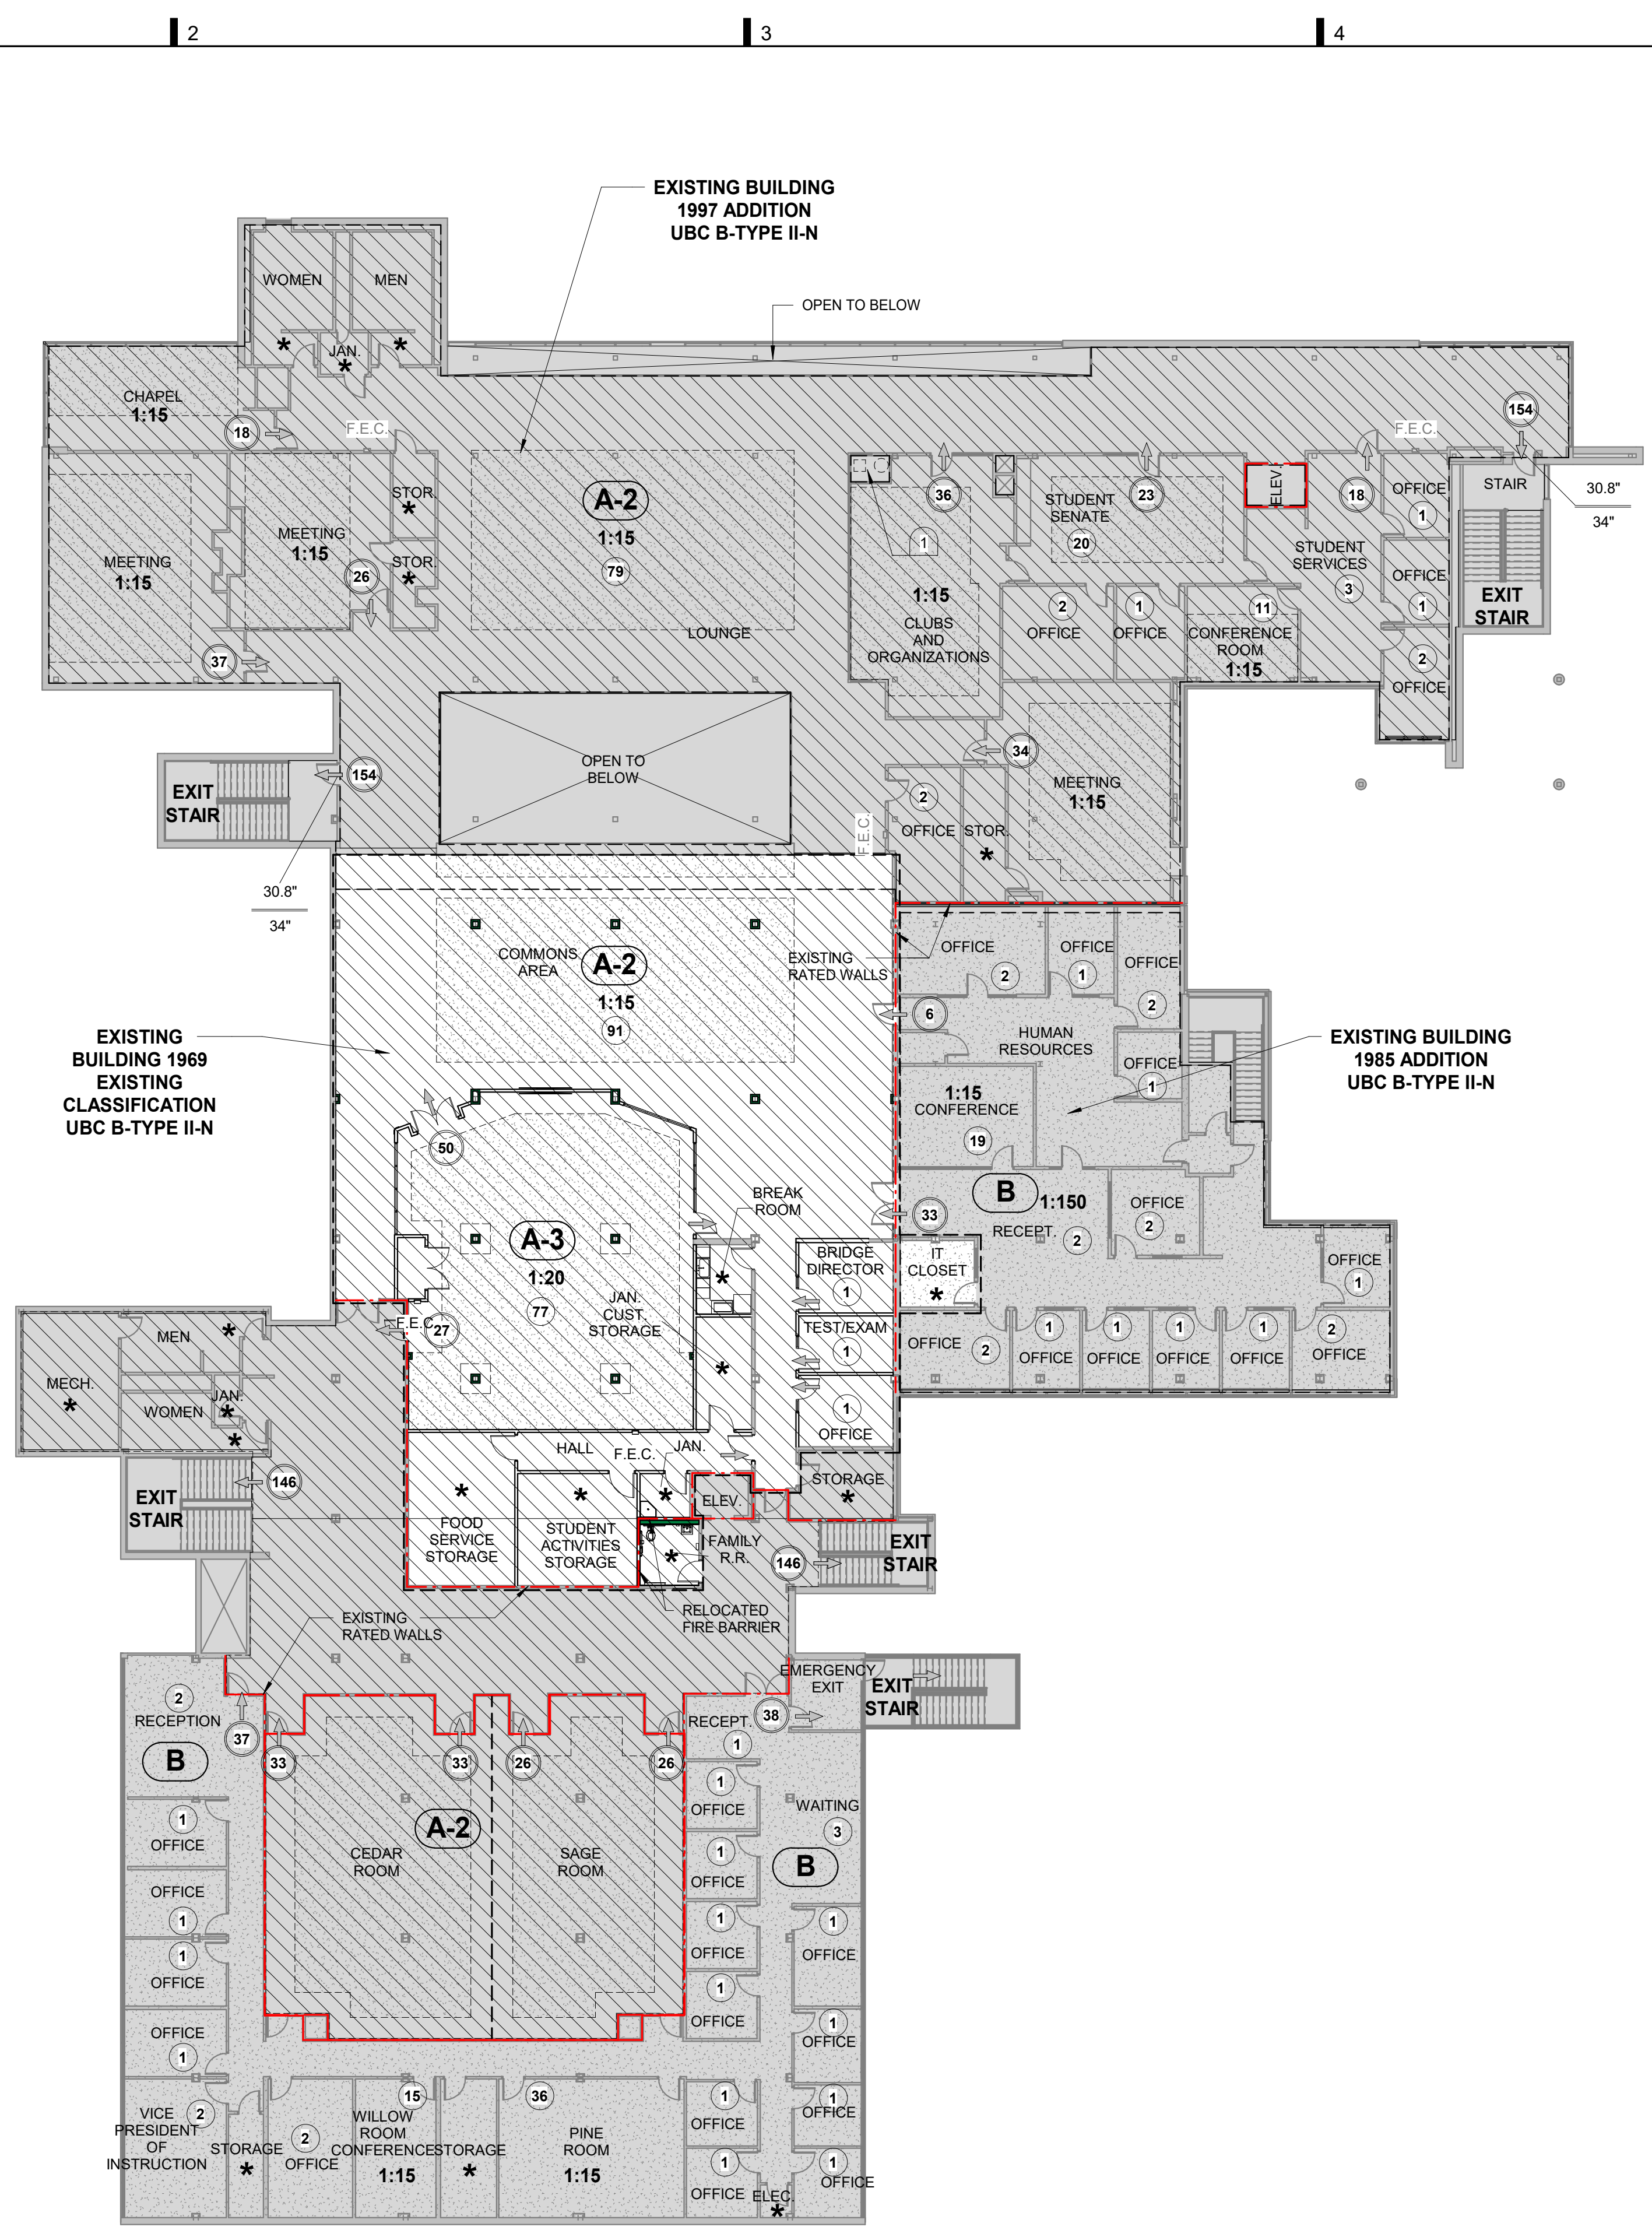 2
3
4
EXISTING BUILDING
1997 ADDITION
UBC B-TYPE II-N
WOMEN
MEN
OPEN TO BELOW
*
JAN.
*
*
CHAPEL
1:15
18
F.E.C.
154
F.E.C.
30.8"
34"
STAIR
EXIT
STAIR
MEETING
1:15
MEETING
1:15
STOR.
*
STOR.
*
26
37
A-2
1:15
79
LOUNGE
36
1
1:15
CLUBS
AND
ORGANIZATIONS
STUDENT
SENATE
20
23
ELEV.
18
OFFICE
1
STUDENT
SERVICES
3
OFFICE
1
2
OFFICE
2
OFFICE
1
OFFICE
11
CONFERENCE
ROOM
1:15
OPEN TO
BELOW
EXIT
STAIR
154
30.8"
34"
34
MEETING
1:15
2
OFFICE
STOR.
*
F.E.C.
COMMONS
AREA
A-2
1:15
91
EXISTING
RATED WALLS
OFFICE
2
OFFICE
1
OFFICE
2
6
HUMAN
RESOURCES
OFFICE
1
EXISTING
BUILDING 1969
EXISTING
CLASSIFICATION
UBC B-TYPE II-N
EXISTING BUILDING
1985 ADDITION
UBC B-TYPE II-N
1:15
CONFERENCE
19
50
BREAK
ROOM
B
1:150
RECEPT.
2
OFFICE
2
33
A-3
1:20
77
JAN.
CUST.
STORAGE
*
*
BRIDGE
DIRECTOR
1
IT
CLOSET
*
OFFICE
1
F.E.C.
27
TEST/EXAM
1
1
OFFICE
OFFICE
2
1
OFFICE
1
OFFICE
1
OFFICE
1
OFFICE
2
OFFICE
MEN
*
MECH.
*
WOMEN
JAN.
*
*
HALL
F.E.C.
JAN.
*
STORAGE
*
ELEV.
146
EXIT
STAIR
*
FOOD
SERVICE
STORAGE
*
STUDENT
ACTIVITIES
STORAGE
FAMILY
R.R.
*
146
EXIT
STAIR
EXISTING
RATED WALLS
RELOCATED
FIRE BARRIER
EMERGENCY
EXIT
EXIT
STAIR
2
RECEPTION
B
37
33
33
26
26
RECEPT.
1
38
A-2
CEDAR
ROOM
SAGE
ROOM
1
OFFICE
WAITING
3
B
1
OFFICE
OFFICE
1
1
OFFICE
OFFICE
1
1
OFFICE
1
OFFICE
1
OFFICE
1
OFFICE
1
OFFICE
VICE
PRESIDENT
OF
INSTRUCTION
2
STORAGE
*
2
OFFICE
15
WILLOW
ROOM
CONFERENCE
1:15
STORAGE
*
36
PINE
ROOM
1:15
1
OFFICE
1
OFFICE
1
OFFICE
ELEC.
*
1
OFFICE